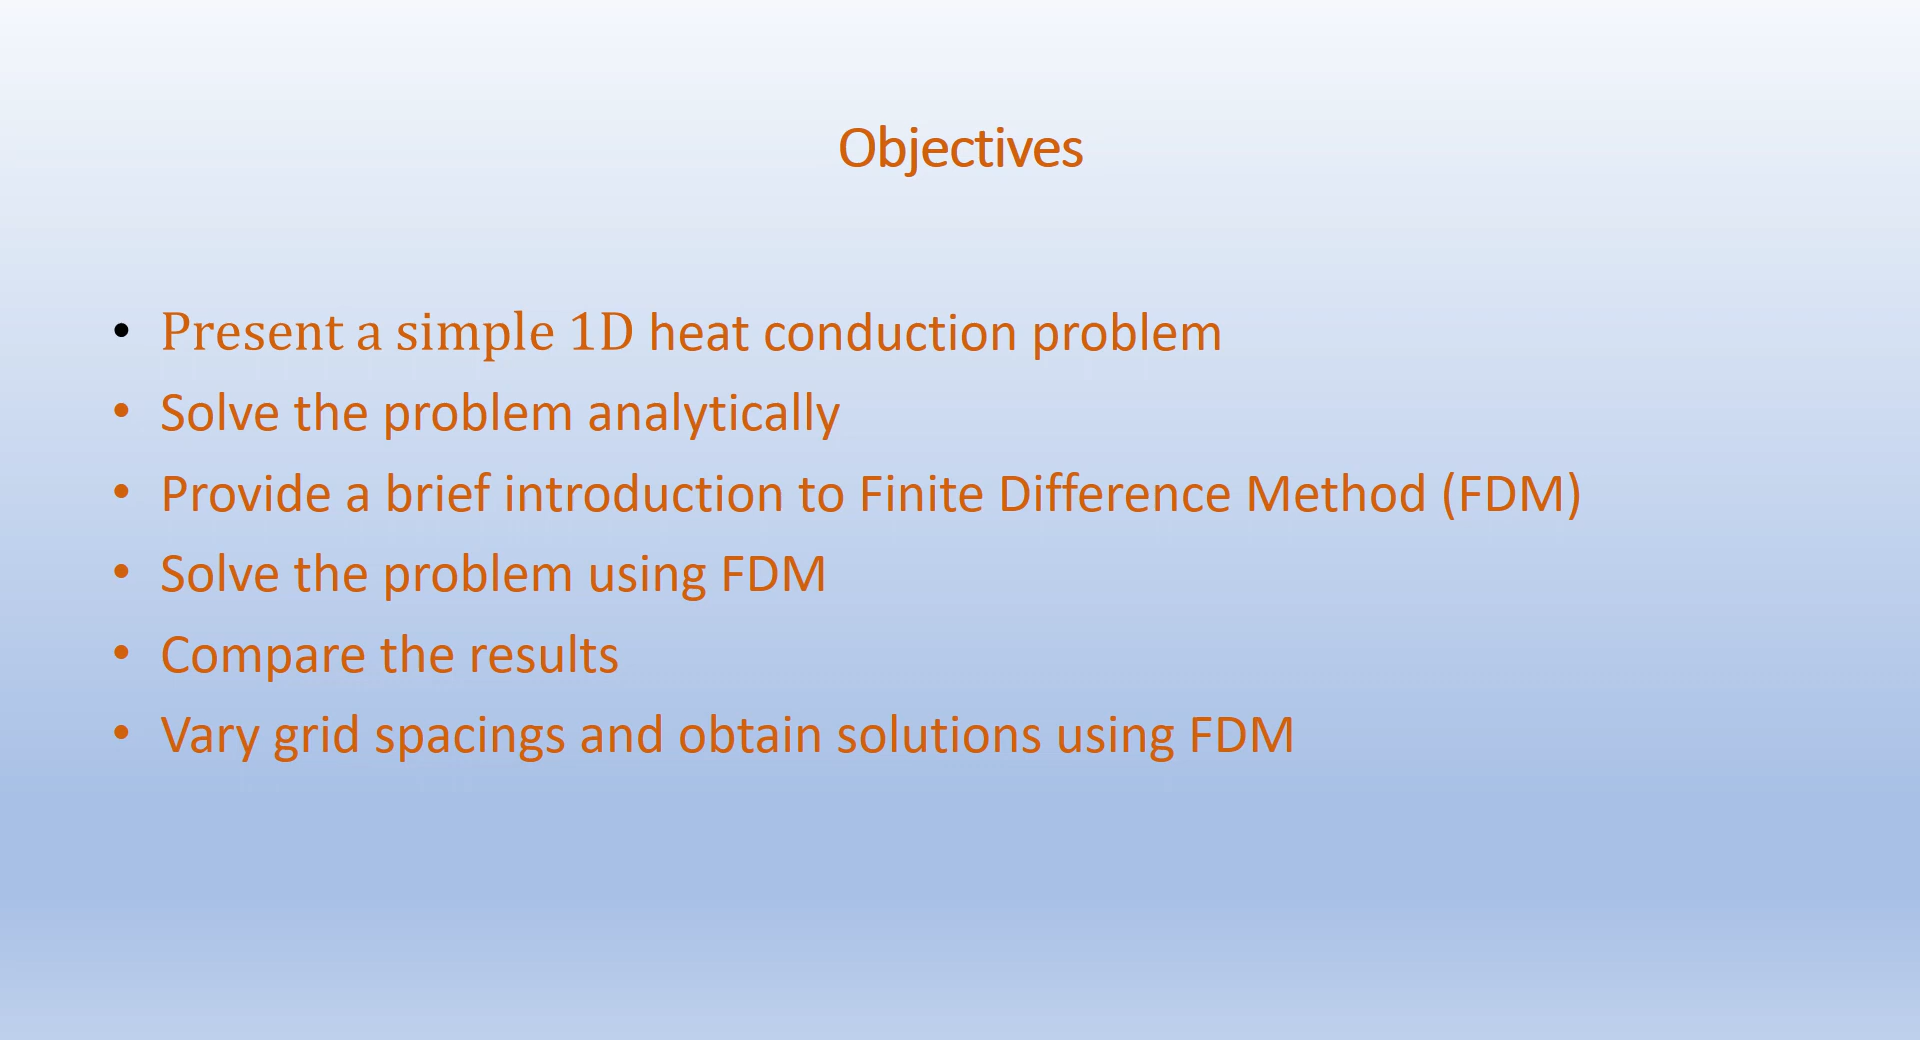 Objectives
• Present a simple 1D heat conduction problem
• Solve the problem analytically
• Provide a brief introduction to Finite Difference Method (FDM)
• Solve the problem using FDM
• Compare the results
• Vary grid spacings and obtain solutions using FDM